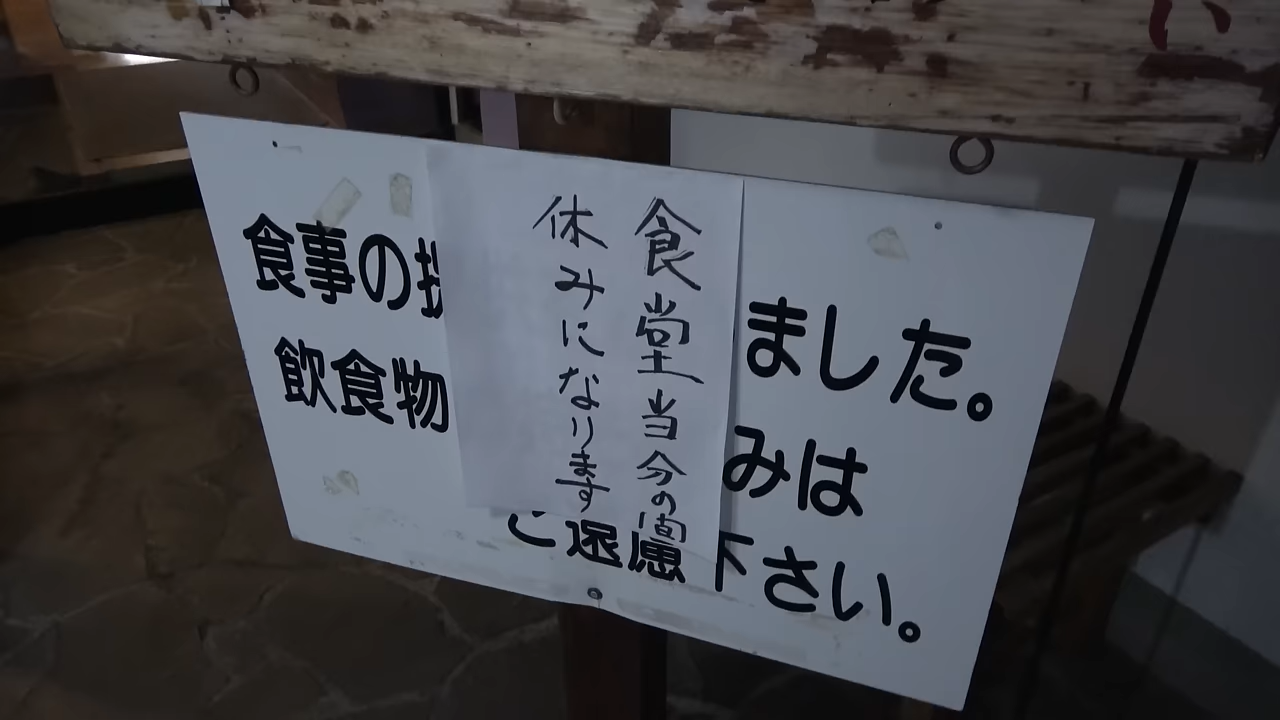 い
食堂当分の間
休みになります
食事の
ました。
飲食物
みは
ご遠慮下さい。